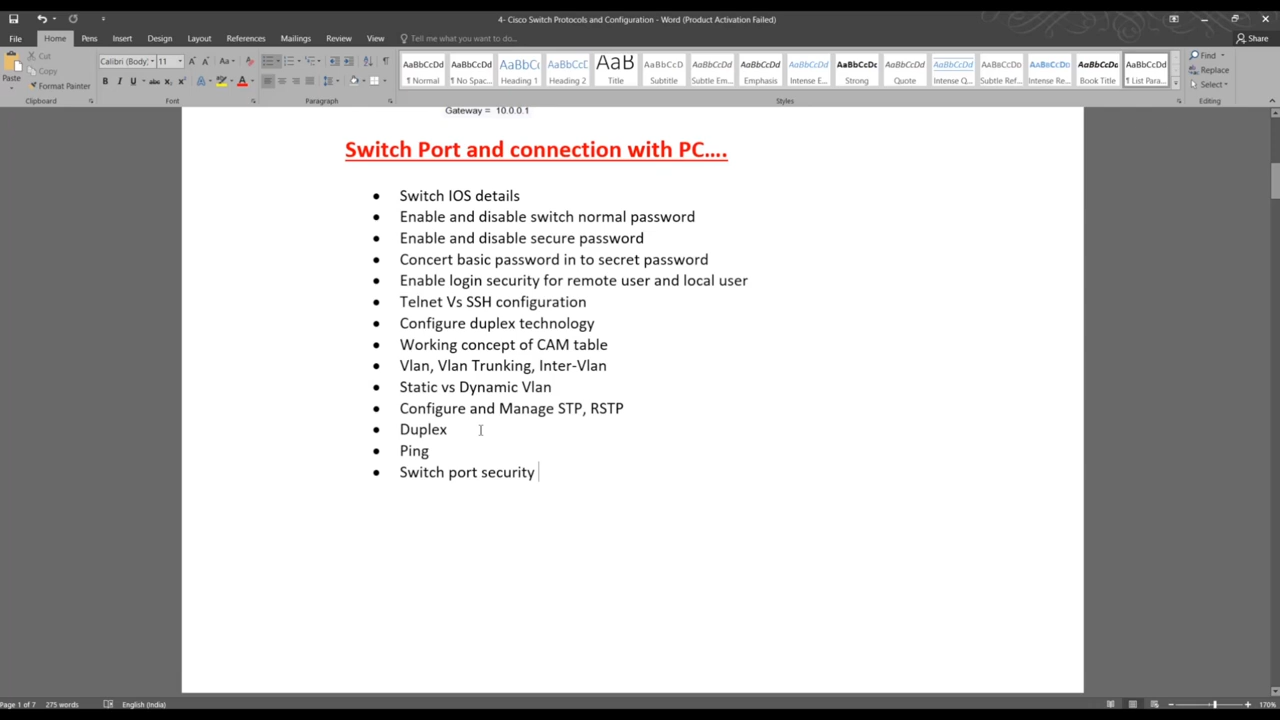 4- Cisco Switch Protocols and Configuration - Word (Product Activation Failed)
File Home Pens Insert Design Layout References Mailings Review View Tell me what you want to do... Share
Paste
Cut
Copy
Format Painter
Clipboard
Calibri (Body) 11
Font
Paragraph
AaBbCcDd AaBbCcDd AaBbC( AaBbCcC AaB AaBbCcD AaBbCcDd AaBbCcDd AaBbCcDd AaBbCcDc AaBbCcDd AaBbCcDd AaBbCcDd AaBbCcDd AaBbCcDd AaBbCcDd
¶ Normal ¶ No Spac... Heading 1 Heading 2 Title Subtitle Subtle Em... Emphasis Intense E... Strong Quote Intense Q... Subtle Ref... Intense Re... Book Title ¶ List Para...
Styles
Find
Replace
Select
Editing
Gateway = 10.0.0.1
Switch Port and connection with PC....
• Switch IOS details
• Enable and disable switch normal password
• Enable and disable secure password
• Concert basic password in to secret password
• Enable login security for remote user and local user
• Telnet Vs SSH configuration
• Configure duplex technology
• Working concept of CAM table
• Vlan, Vlan Trunking, Inter-Vlan
• Static vs Dynamic Vlan
• Configure and Manage STP, RSTP
• Duplex
• Ping
• Switch port security
Page 1 of 7 275 words English (India) 170%